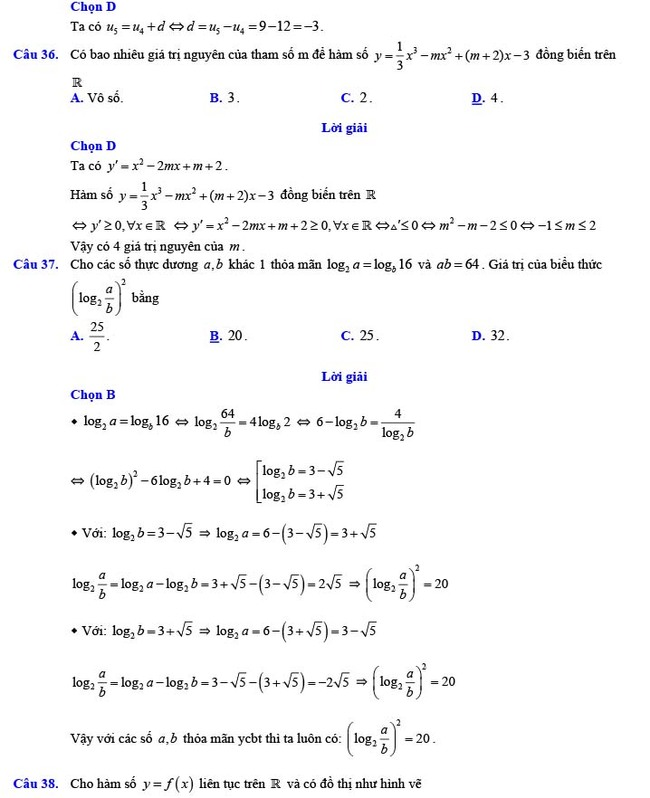 Chọn D
Ta có u₅ = u₄ + d ⇔ d = u₅ − u₄ = 9 − 12 = −3.
Câu 36. Có bao nhiêu giá trị nguyên của tham số m để hàm số y = 1/3 x³ − mx² + (m + 2)x − 3 đồng biến trên
ℝ
A. Vô số. B. 3. C. 2. D. 4.
Lời giải
Chọn D
Ta có y' = x² − 2mx + m + 2.
Hàm số y = 1/3 x³ − mx² + (m + 2)x − 3 đồng biến trên ℝ
⇔ y' ≥ 0, ∀x ∈ ℝ ⇔ y' = x² − 2mx + m + 2 ≥ 0, ∀x ∈ ℝ ⇔ Δ' ≤ 0 ⇔ m² − m − 2 ≤ 0 ⇔ −1 ≤ m ≤ 2
Vậy có 4 giá trị nguyên của m.
Câu 37. Cho các số thực dương a,b khác 1 thỏa mãn log₂ a = log_b 16 và ab = 64. Giá trị của biểu thức
(log₂ a/b)² bằng
A. 25/2. B. 20. C. 25. D. 32.
Lời giải
Chọn B
• log₂ a = log_b 16 ⇔ log₂ 64/b = 4log_b 2 ⇔ 6 − log₂ b = 4/log₂ b
⇔ (log₂ b)² − 6log₂ b + 4 = 0 ⇔ [log₂ b = 3 − √5
log₂ b = 3 + √5
• Với: log₂ b = 3 − √5 ⇒ log₂ a = 6 − (3 − √5) = 3 + √5
log₂ a/b = log₂ a − log₂ b = 3 + √5 − (3 − √5) = 2√5 ⇒ (log₂ a/b)² = 20
• Với: log₂ b = 3 + √5 ⇒ log₂ a = 6 − (3 + √5) = 3 − √5
log₂ a/b = log₂ a − log₂ b = 3 − √5 − (3 + √5) = −2√5 ⇒ (log₂ a/b)² = 20
Vậy với các số a,b thỏa mãn ycbt thì ta luôn có: (log₂ a/b)² = 20.
Câu 38. Cho hàm số y = f(x) liên tục trên ℝ và có đồ thị như hình vẽ